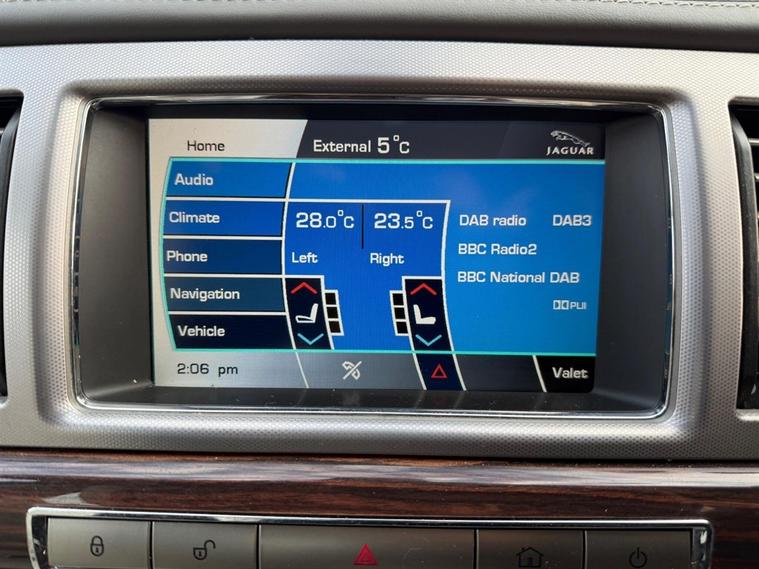 Home
External 5°C
JAGUAR
Audio
Climate
Phone
Navigation
Vehicle
28.0°C
23.5°C
Left
Right
DAB radio DAB3
BBC Radio2
BBC National DAB
PLII
2:06 pm
Valet